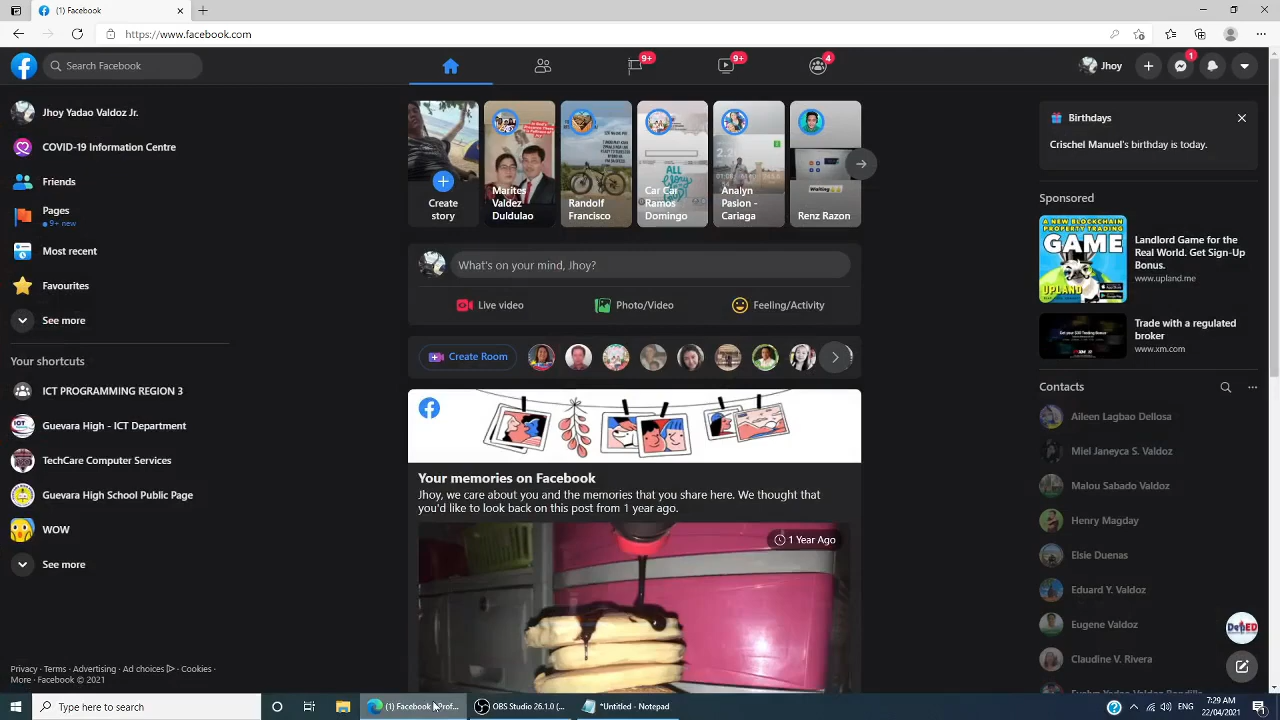 (1) Facebook
https://www.facebook.com
Search Facebook
9+
9+
4
Jhoy
1
Jhoy Yadao Valdoz Jr.
COVID-19 Information Centre
Friends
Pages
9+ new
Most recent
Favourites
See more
Your shortcuts
ICT PROGRAMMING REGION 3
Guevara High - ICT Department
TechCare Computer Services
Guevara High School Public Page
WOW
See more
Privacy · Terms · Advertising · Ad choices · Cookies ·
More · Facebook © 2021
Create
story
Marites
Valdez
Duldulao
Randolf
Francisco
ALL
Car Car
Ramos
Domingo
Analyn
Pasion -
Cariaga
Waiting
Renz Razon
What's on your mind, Jhoy?
Live video
Photo/Video
Feeling/Activity
Create Room
Your memories on Facebook
Jhoy, we care about you and the memories that you share here. We thought that
you'd like to look back on this post from 1 year ago.
1 Year Ago
Birthdays
Crischel Manuel's birthday is today.
Sponsored
A NEW BLOCKCHAIN
PROPERTY TRADING
GAME
UPLAND
Landlord Game for the
Real World. Get Sign-Up
Bonus.
www.upland.me
Trade with a regulated
broker
www.xm.com
Contacts
Aileen Lagbao Dellosa
Miel Janeyca S. Valdoz
Malou Sabado Valdoz
Henry Magday
Elsie Duenas
Eduard Y. Valdoz
Eugene Valdoz
Claudine V. Rivera
DepED
Type here to search
(1) Facebook
OBS Studio 26.1.0 (...
*Untitled - Notepad
ENG
7:29 AM
22/04/2021